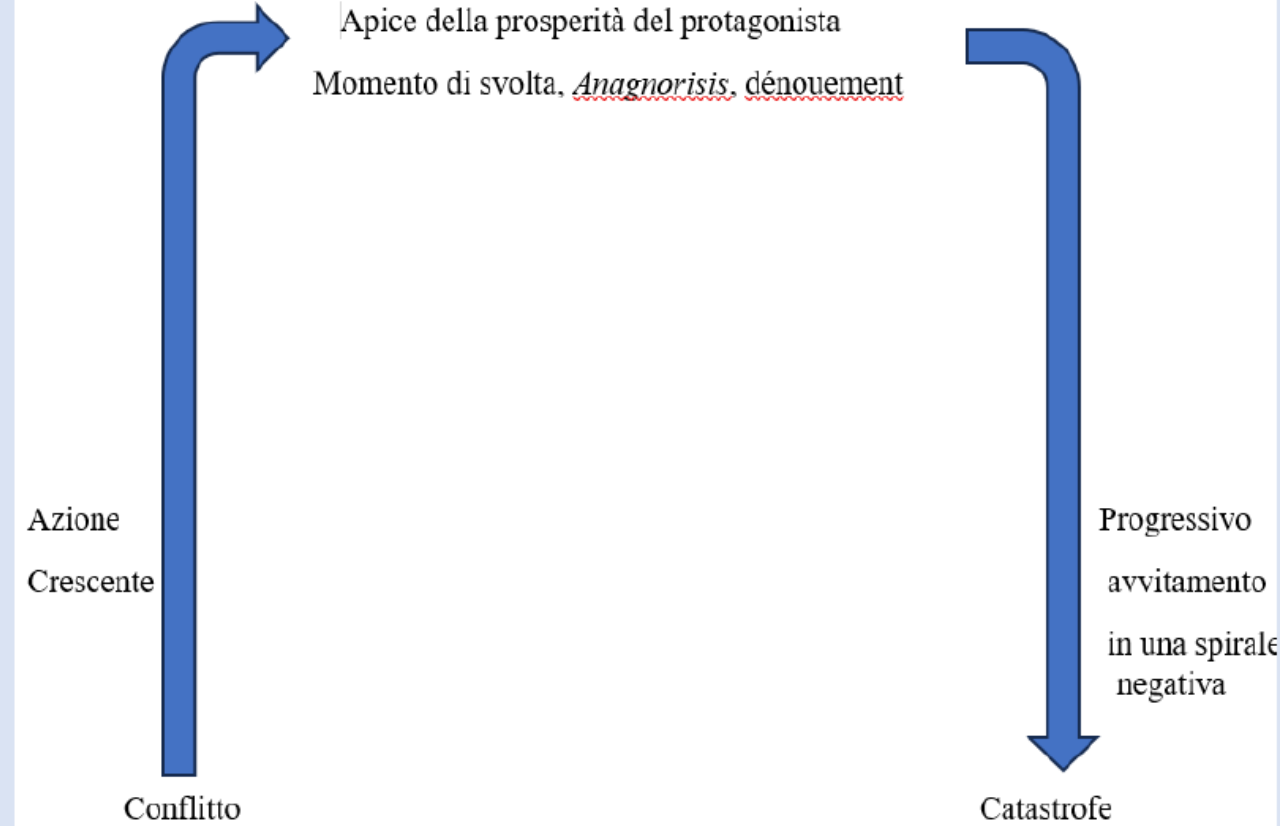 Apice della prosperità del protagonista
Momento di svolta, Anagnorisis, dénouement
Azione
Crescente
Progressivo
avvitamento
in una spirale
negativa
Conflitto
Catastrofe